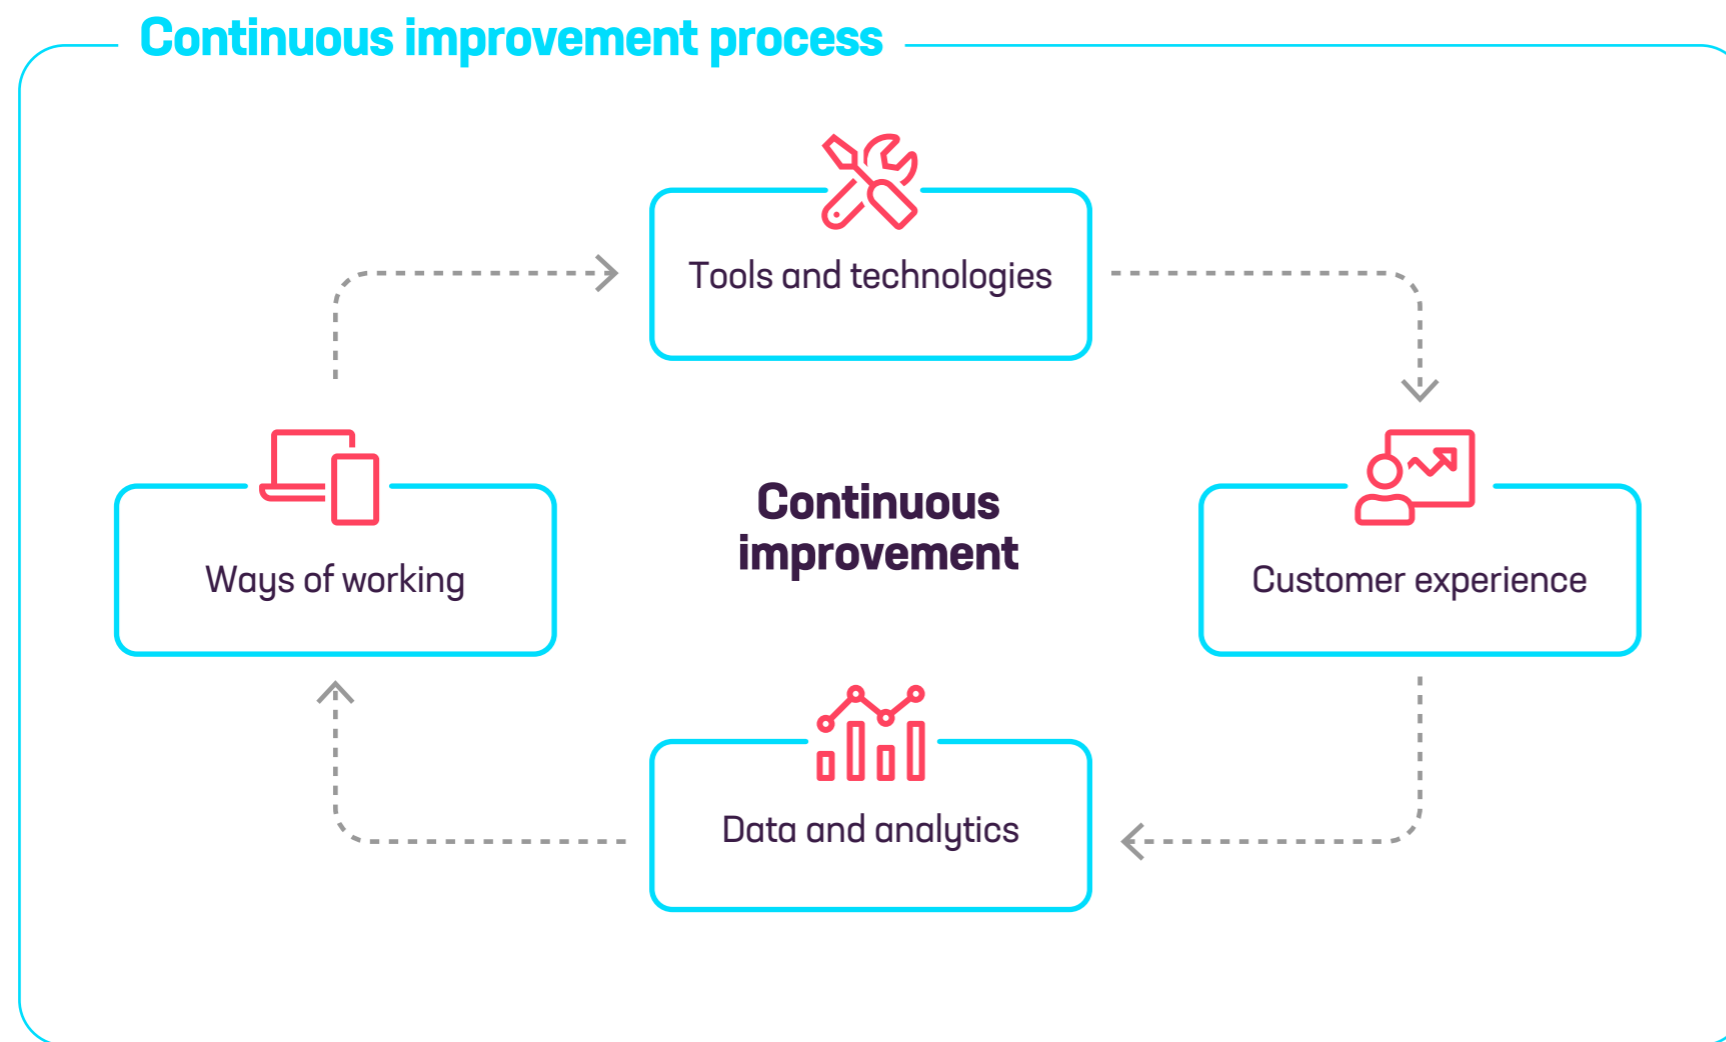 Continuous improvement process
Tools and technologies
Ways of working
Continuous
improvement
Customer experience
Data and analytics